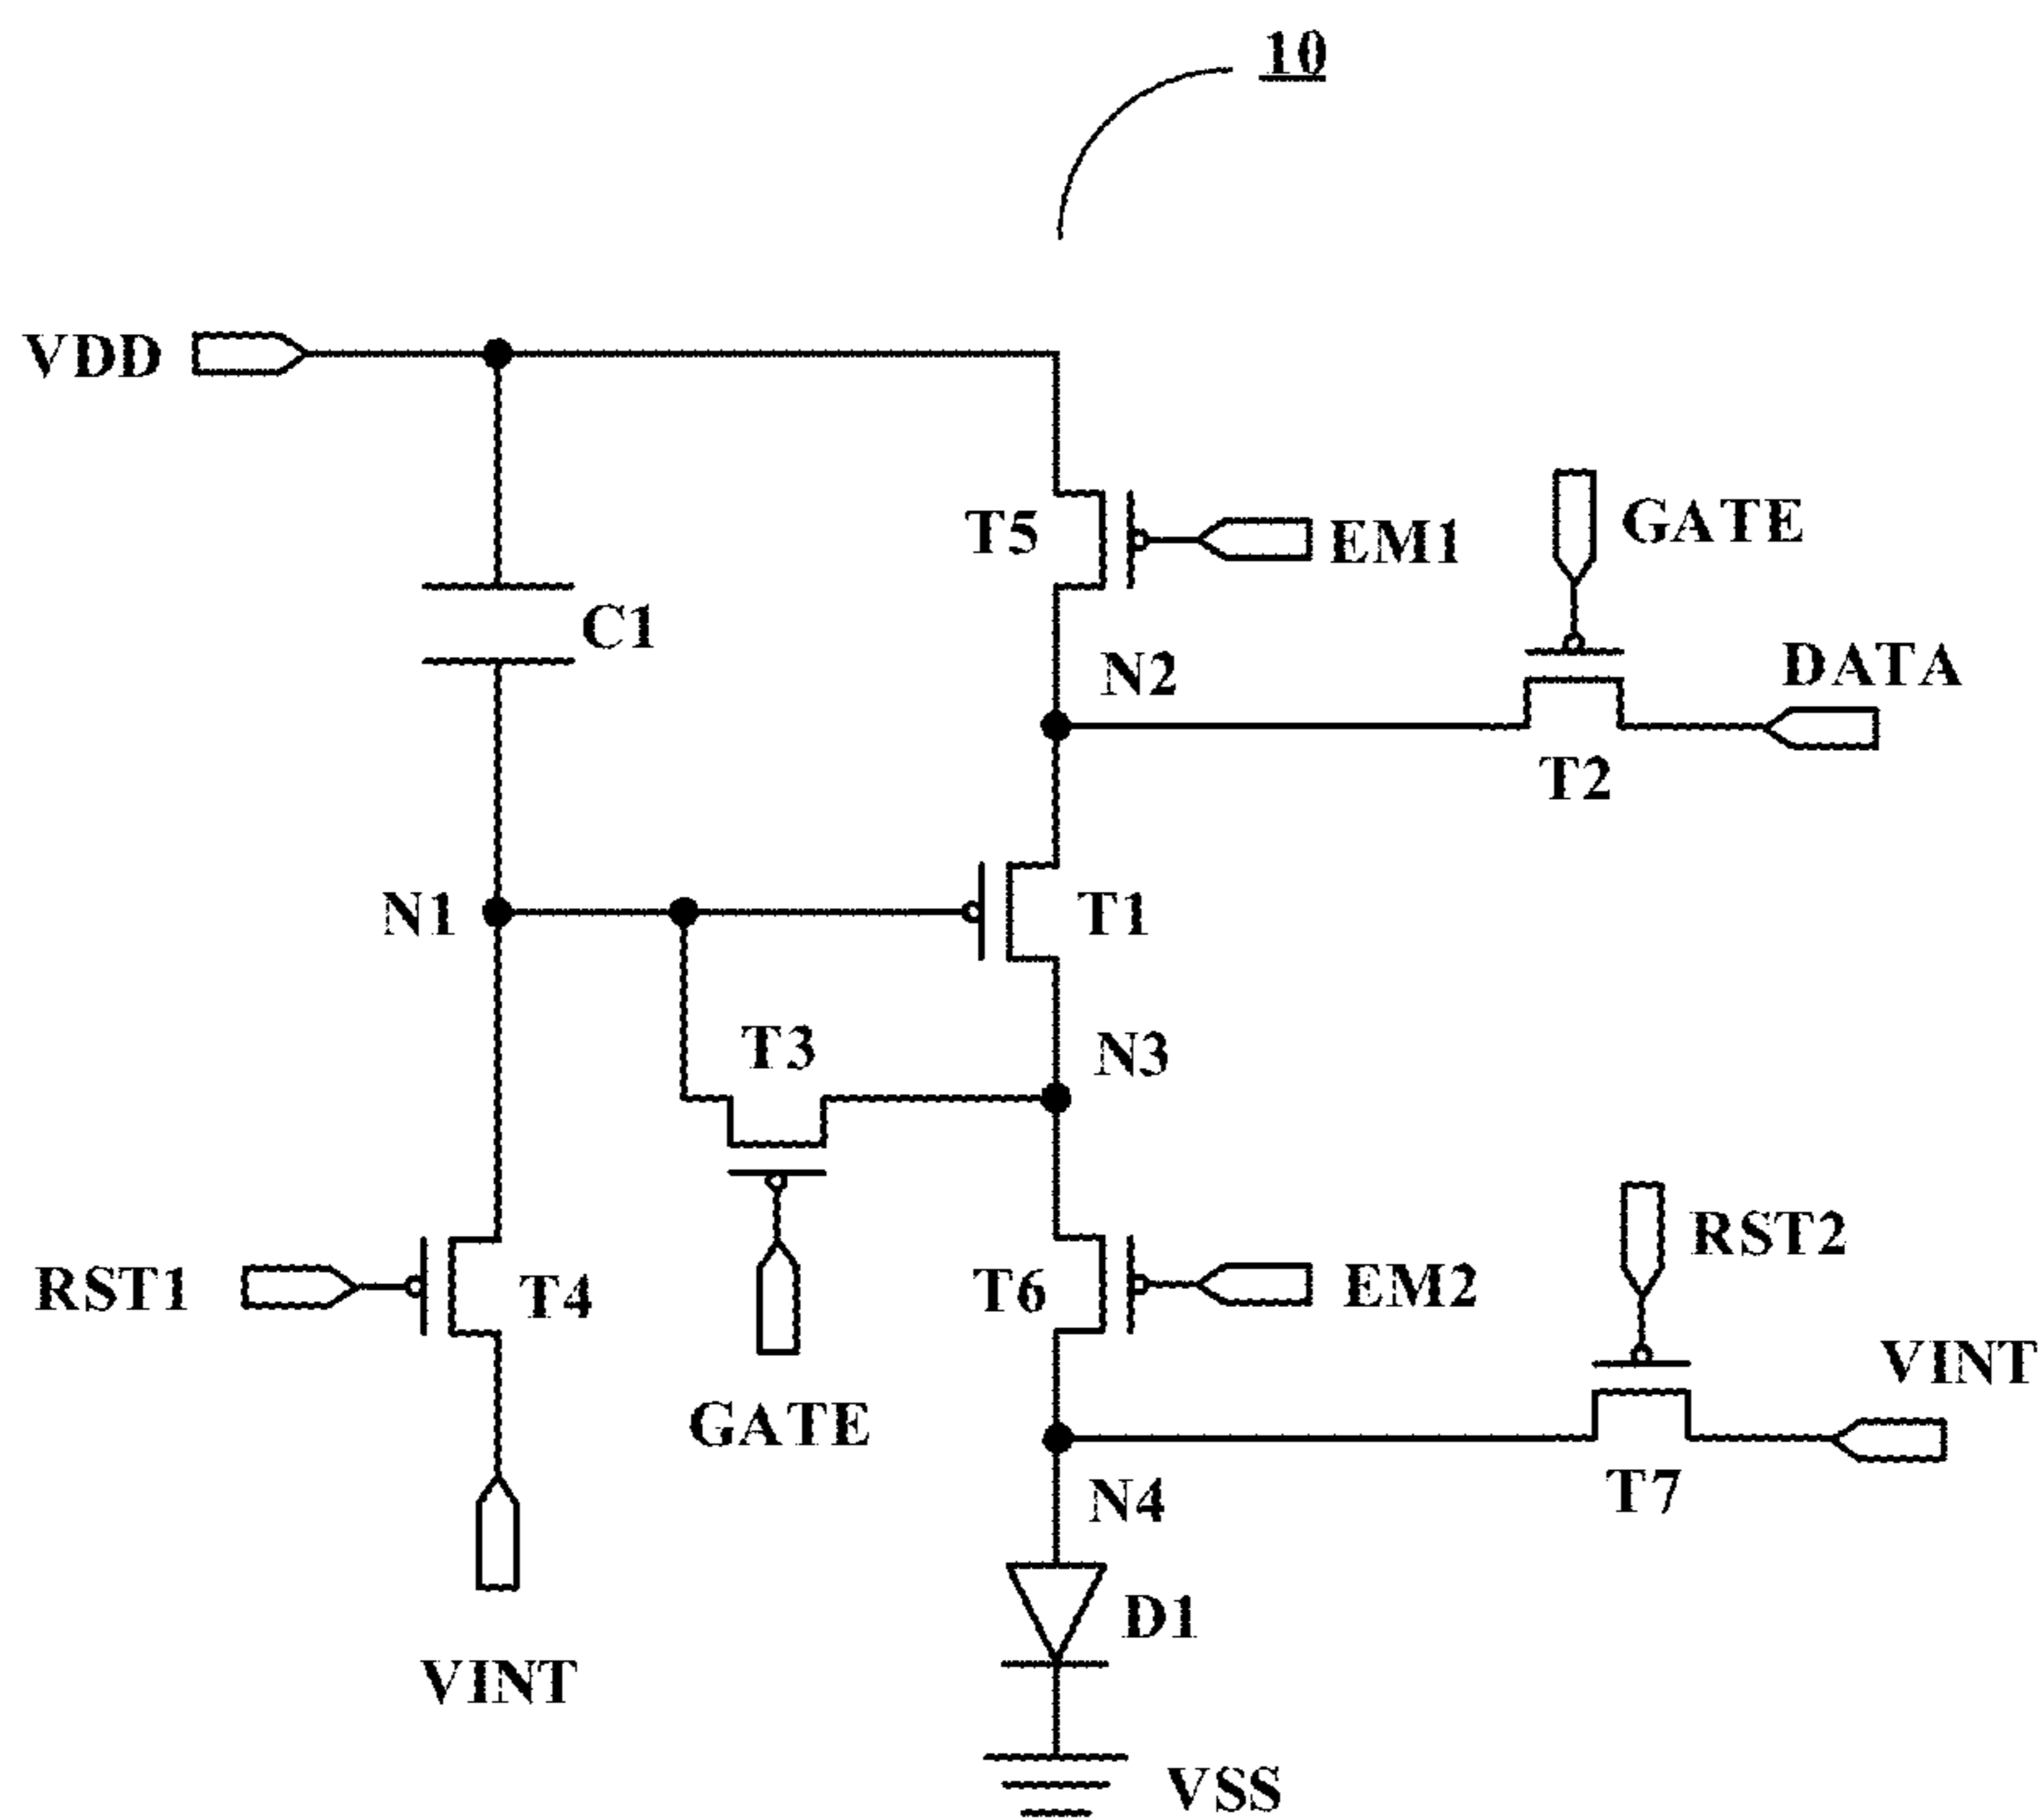 10
VDD
T5
EM1
GATE
C1
N2
DATA
T2
N1
T1
T3
N3
RST1
T4
T6
EM2
RST2
VINT
GATE
N4
T7
D1
VINT
VSS